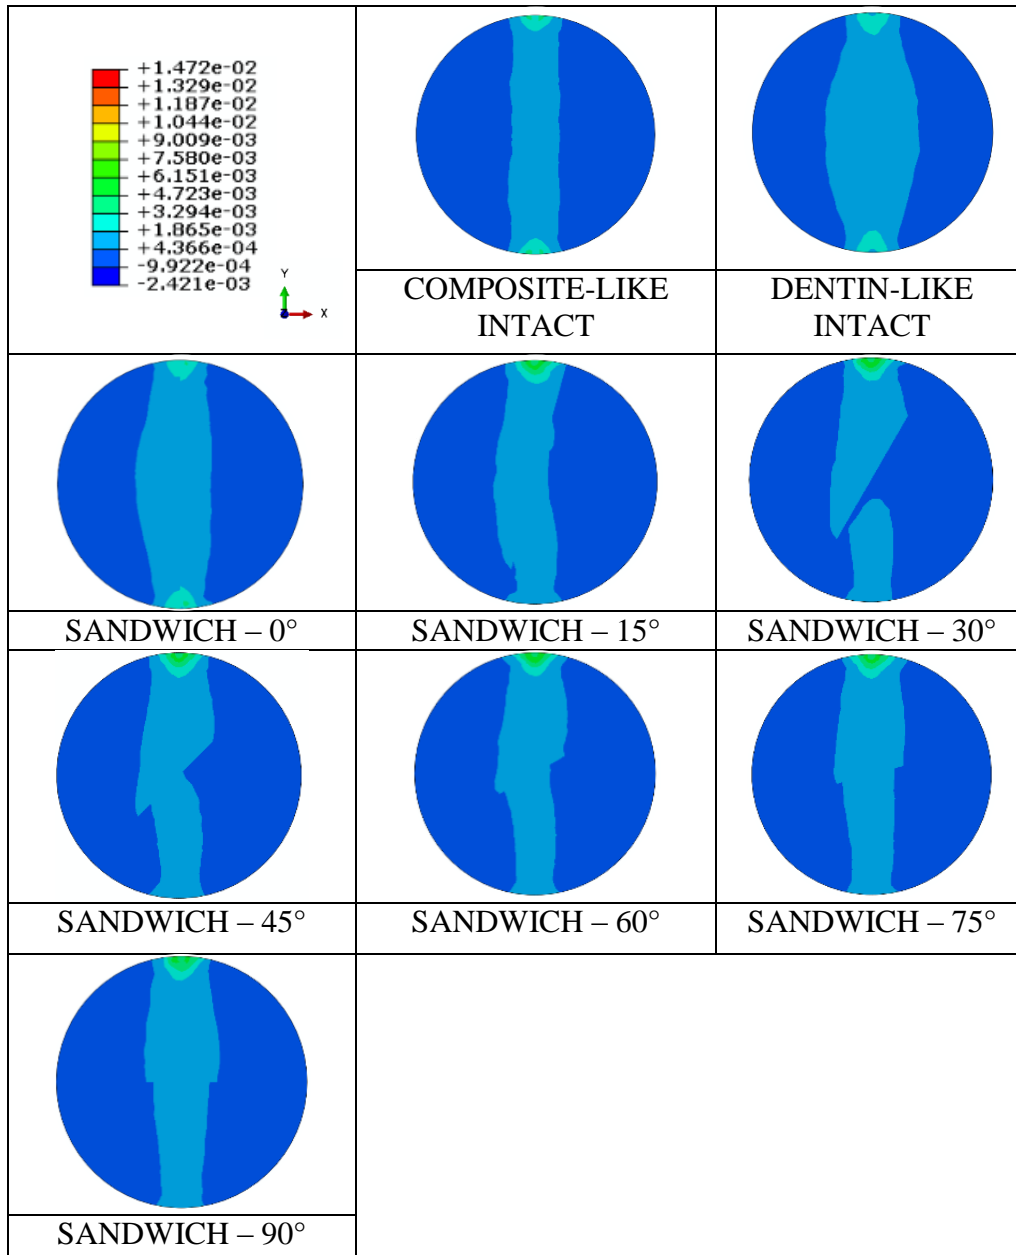 +1.472e-02
+1.329e-02
+1.187e-02
+1.044e-02
+9.009e-03
+7.580e-03
+6.151e-03
+4.723e-03
+3.294e-03
+1.865e-03
+4.366e-04
-9.922e-04
-2.421e-03
Y
X
COMPOSITE-LIKE
INTACT
DENTIN-LIKE
INTACT
SANDWICH – 0°
SANDWICH – 15°
SANDWICH – 30°
SANDWICH – 45°
SANDWICH – 60°
SANDWICH – 75°
SANDWICH – 90°